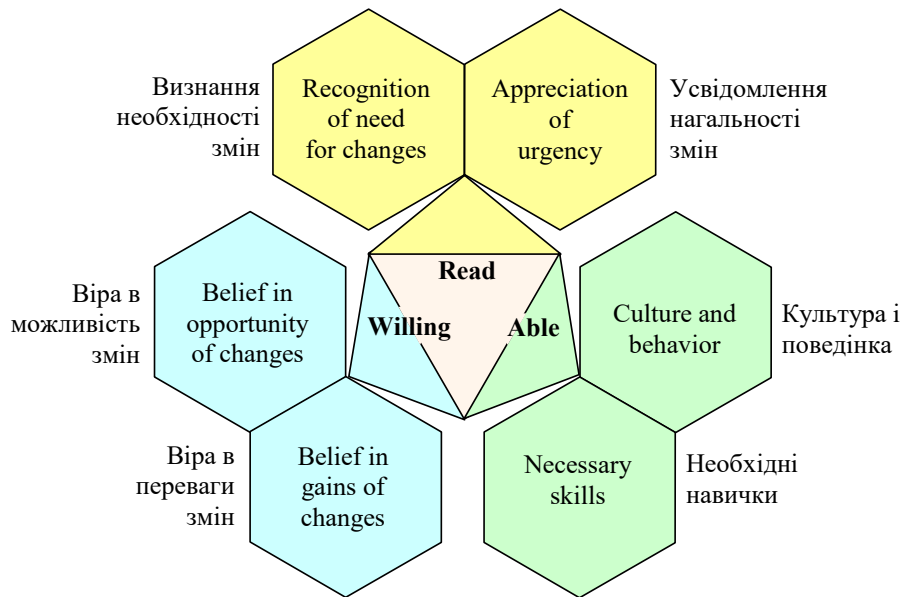 Визнання
необхідності
змін
Recognition
of need
for changes
Appreciation
of
urgency
Усвідомлення
нагальності
змін
Read
Willing
Able
Віра в
можливість
змін
Belief in
opportunity
of changes
Culture and
behavior
Культура і
поведінка
Віра в
переваги
змін
Belief in
gains of
changes
Necessary
skills
Необхідні
навички